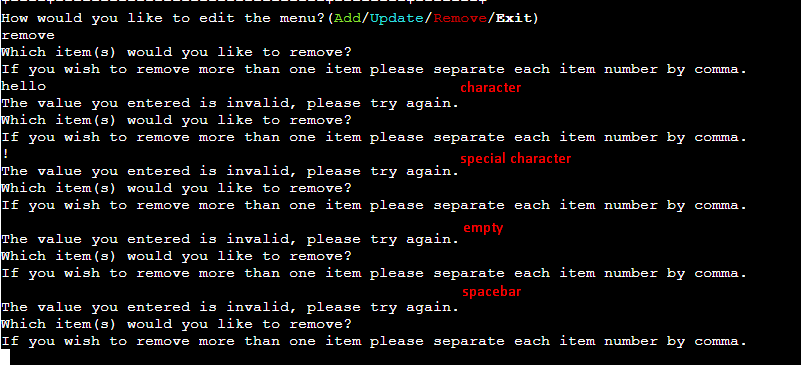 How would you like to edit the menu?(Add/Update/Remove/Exit)
remove
Which item(s) would you like to remove?
If you wish to remove more than one item please separate each item number by comma.
hello character
The value you entered is invalid, please try again.
Which item(s) would you like to remove?
If you wish to remove more than one item please separate each item number by comma.
! special character
The value you entered is invalid, please try again.
Which item(s) would you like to remove?
If you wish to remove more than one item please separate each item number by comma.
empty
The value you entered is invalid, please try again.
Which item(s) would you like to remove?
If you wish to remove more than one item please separate each item number by comma.
spacebar
The value you entered is invalid, please try again.
Which item(s) would you like to remove?
If you wish to remove more than one item please separate each item number by comma.